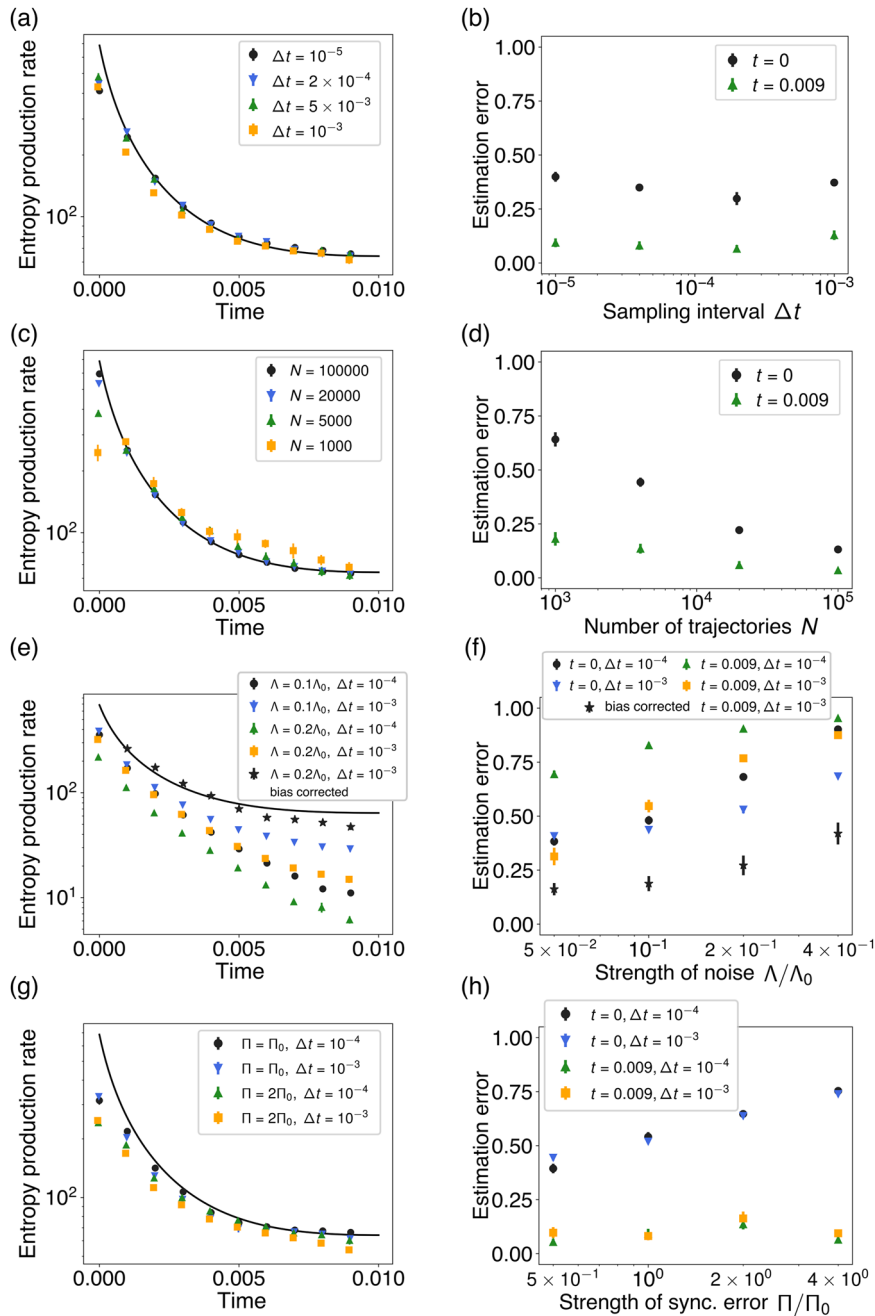 (a)
Entropy production rate
10²
Δt = 10⁻⁵
Δt = 2 × 10⁻⁴
Δt = 5 × 10⁻³
Δt = 10⁻³
0.000
0.005
0.010
Time
(b)
Estimation error
1.00
0.75
0.50
0.25
0.00
t = 0
t = 0.009
10⁻⁵
10⁻⁴
10⁻³
Sampling interval Δt
(c)
Entropy production rate
10²
N = 100000
N = 20000
N = 5000
N = 1000
0.000
0.005
0.010
Time
(d)
Estimation error
1.00
0.75
0.50
0.25
0.00
t = 0
t = 0.009
10³
10⁴
10⁵
Number of trajectories N
(e)
Entropy production rate
10²
10¹
Λ = 0.1Λ₀, Δt = 10⁻⁴
Λ = 0.1Λ₀, Δt = 10⁻³
Λ = 0.2Λ₀, Δt = 10⁻⁴
Λ = 0.2Λ₀, Δt = 10⁻³
Λ = 0.2Λ₀, Δt = 10⁻³
bias corrected
0.000
0.005
0.010
Time
(f)
t = 0, Δt = 10⁻⁴
t = 0.009, Δt = 10⁻⁴
t = 0, Δt = 10⁻³
t = 0.009, Δt = 10⁻³
bias corrected t = 0.009, Δt = 10⁻³
Estimation error
1.00
0.75
0.50
0.25
0.00
5 × 10⁻²
10⁻¹
2 × 10⁻¹
4 × 10⁻¹
Strength of noise Λ/Λ₀
(g)
Entropy production rate
10²
Π = Π₀, Δt = 10⁻⁴
Π = Π₀, Δt = 10⁻³
Π = 2Π₀, Δt = 10⁻⁴
Π = 2Π₀, Δt = 10⁻³
0.000
0.005
0.010
Time
(h)
t = 0, Δt = 10⁻⁴
t = 0, Δt = 10⁻³
t = 0.009, Δt = 10⁻⁴
t = 0.009, Δt = 10⁻³
Estimation error
1.00
0.75
0.50
0.25
0.00
5 × 10⁻¹
10⁰
2 × 10⁰
4 × 10⁰
Strength of sync. error Π/Π₀